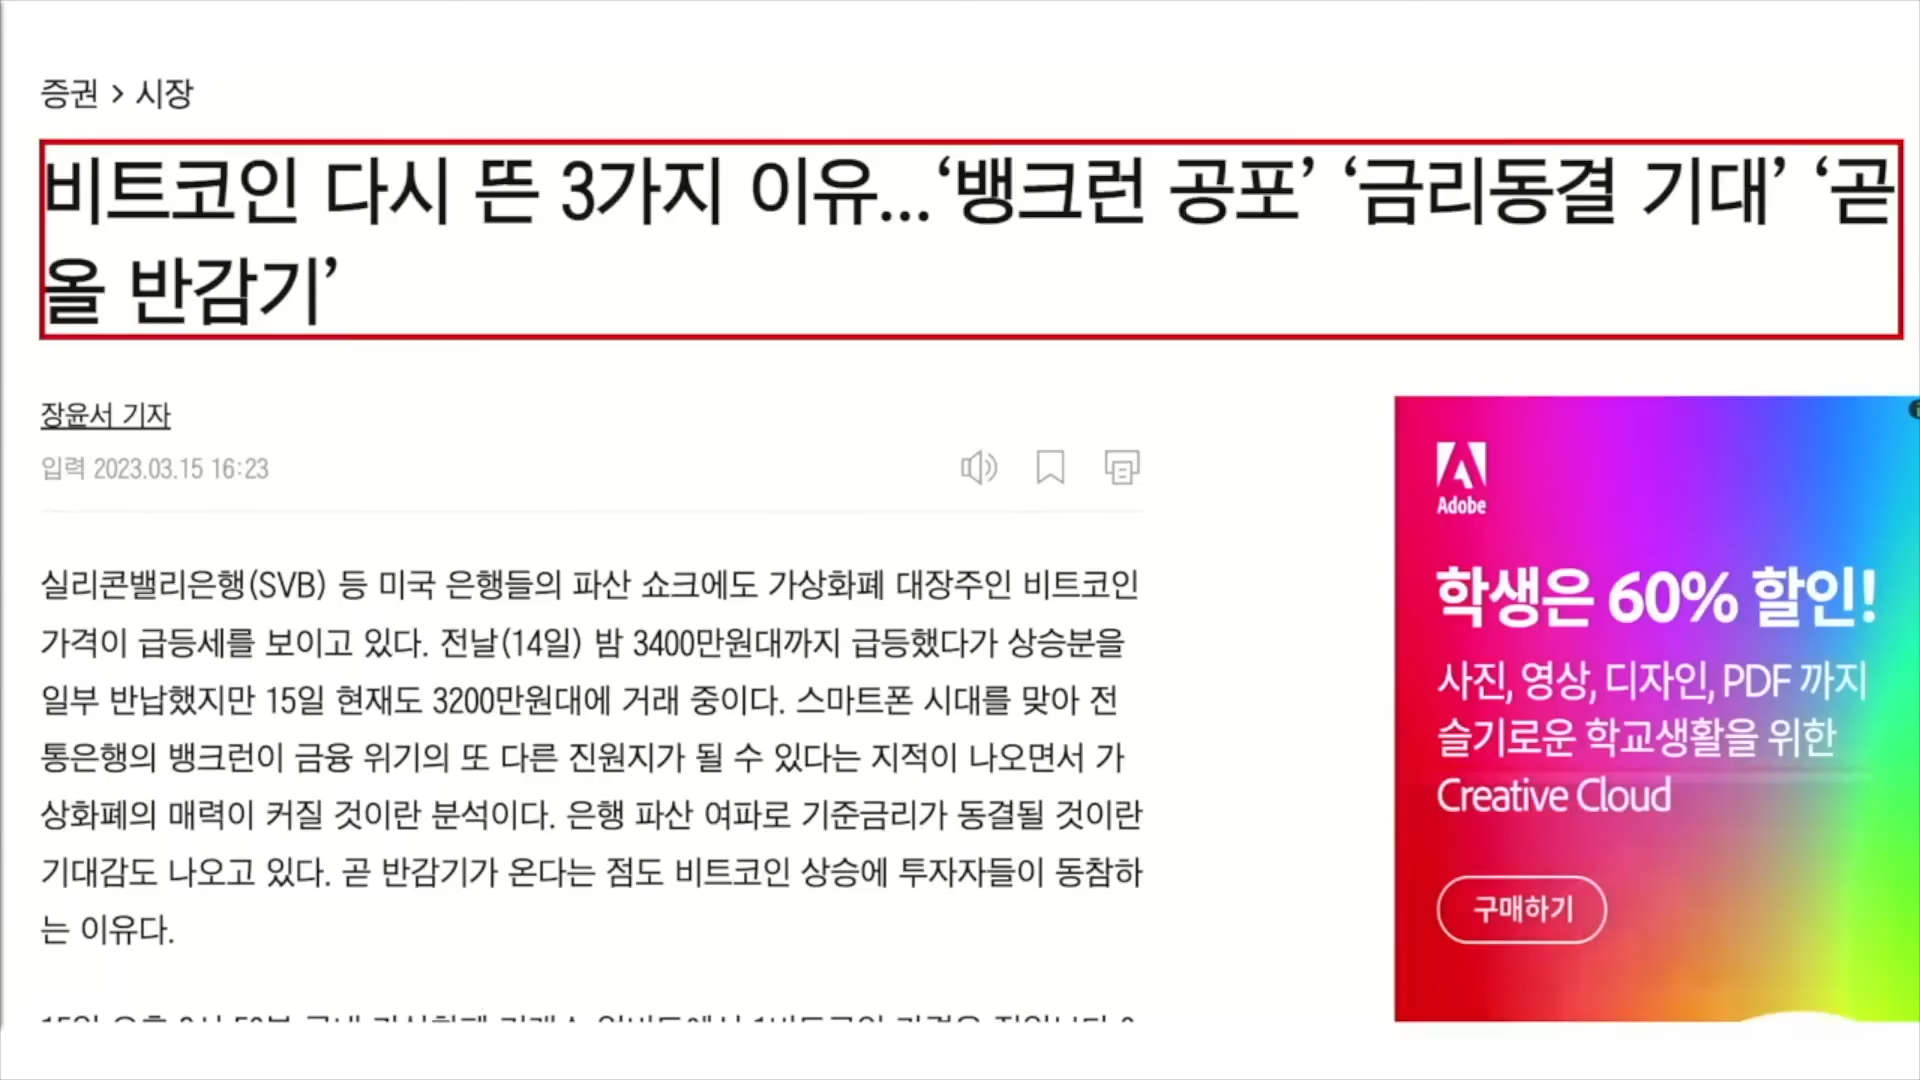 증권 > 시장
비트코인 다시 뜬 3가지 이유...‘뱅크런 공포’ ‘금리동결 기대’ ‘곧
올 반감기’
장윤서 기자
입력 2023.03.15 16:23
실리콘밸리은행(SVB) 등 미국 은행들의 파산 쇼크에도 가상화폐 대장주인 비트코인
가격이 급등세를 보이고 있다. 전날(14일) 밤 3400만원대까지 급등했다가 상승분을
일부 반납했지만 15일 현재도 3200만원대에 거래 중이다. 스마트폰 시대를 맞아 전
통은행의 뱅크런이 금융 위기의 또 다른 진원지가 될 수 있다는 지적이 나오면서 가
상화폐의 매력이 커질 것이란 분석이다. 은행 파산 여파로 기준금리가 동결될 것이란
기대감도 나오고 있다. 곧 반감기가 온다는 점도 비트코인 상승에 투자자들이 동참하
는 이유다.
Adobe
학생은 60% 할인!
사진, 영상, 디자인, PDF 까지
슬기로운 학교생활을 위한
Creative Cloud
구매하기